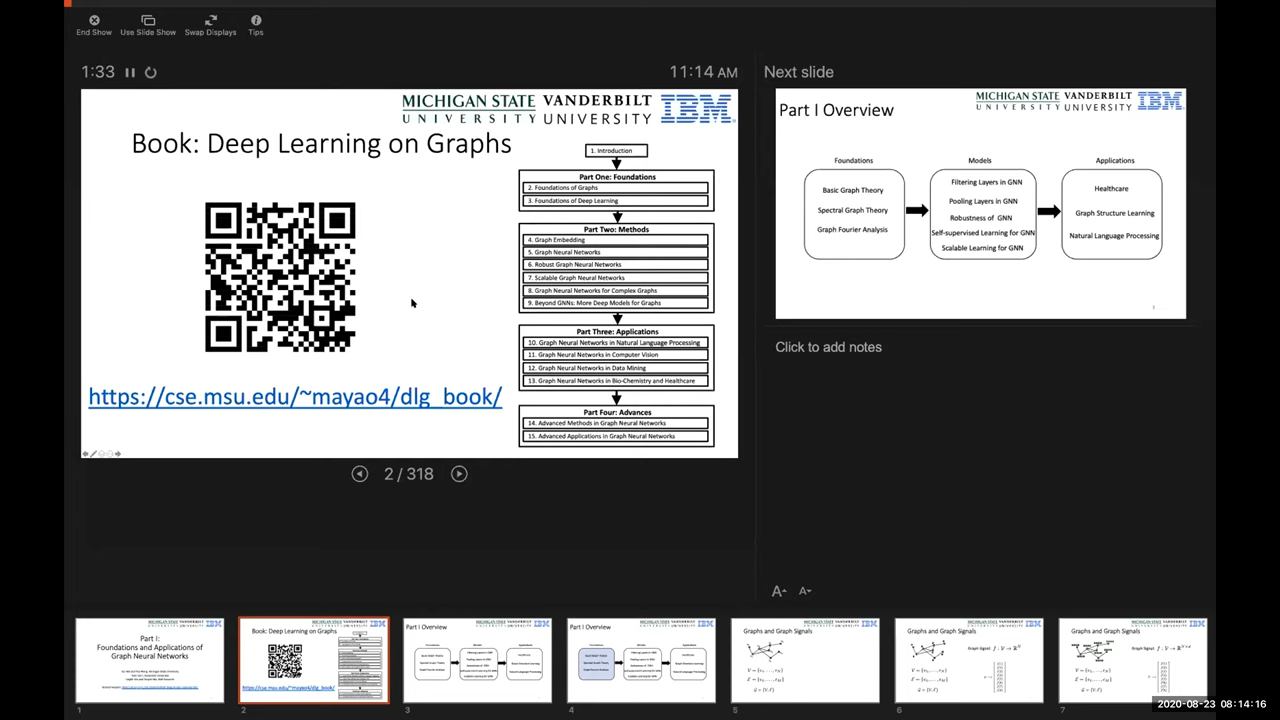 End Show
Use Slide Show
Swap Displays
Tips
1:33
11:14 AM
Next slide
MICHIGAN STATE
UNIVERSITY
VANDERBILT
UNIVERSITY
IBM
Book: Deep Learning on Graphs
1. Introduction
Part One: Foundations
2. Foundations of Graphs
3. Foundations of Deep Learning
Part Two: Methods
4. Graph Embedding
5. Graph Neural Networks
6. Robust Graph Neural Networks
7. Scalable Graph Neural Networks
8. Graph Neural Networks for Complex Graphs
9. Beyond GNNs: More Deep Models for Graphs
Part Three: Applications
10. Graph Neural Networks in Natural Language Processing
11. Graph Neural Networks in Computer Vision
12. Graph Neural Networks in Data Mining
13. Graph Neural Networks in Bio-Chemistry and Healthcare
Part Four: Advances
14. Advanced Methods in Graph Neural Networks
15. Advanced Applications in Graph Neural Networks
https://cse.msu.edu/~mayao4/dlg_book/
2 / 318
MICHIGAN STATE
UNIVERSITY
VANDERBILT
UNIVERSITY
IBM
Part I Overview
Foundations
Basic Graph Theory
Spectral Graph Theory
Graph Fourier Analysis
Models
Filtering Layers in GNN
Pooling Layers in GNN
Robustness of GNN
Self-supervised Learning for GNN
Scalable Learning for GNN
Applications
Healthcare
Graph Structure Learning
Natural Language Processing
3
Click to add notes
A
A
Part I:
Foundations and Applications of
Graph Neural Networks
1
Book: Deep Learning on Graphs
https://cse.msu.edu/~mayao4/dlg_book/
2
Part I Overview
3
Part I Overview
4
Graphs and Graph Signals
5
Graphs and Graph Signals
6
Graphs and Graph Signals
7
2020-08-23 08:14:16